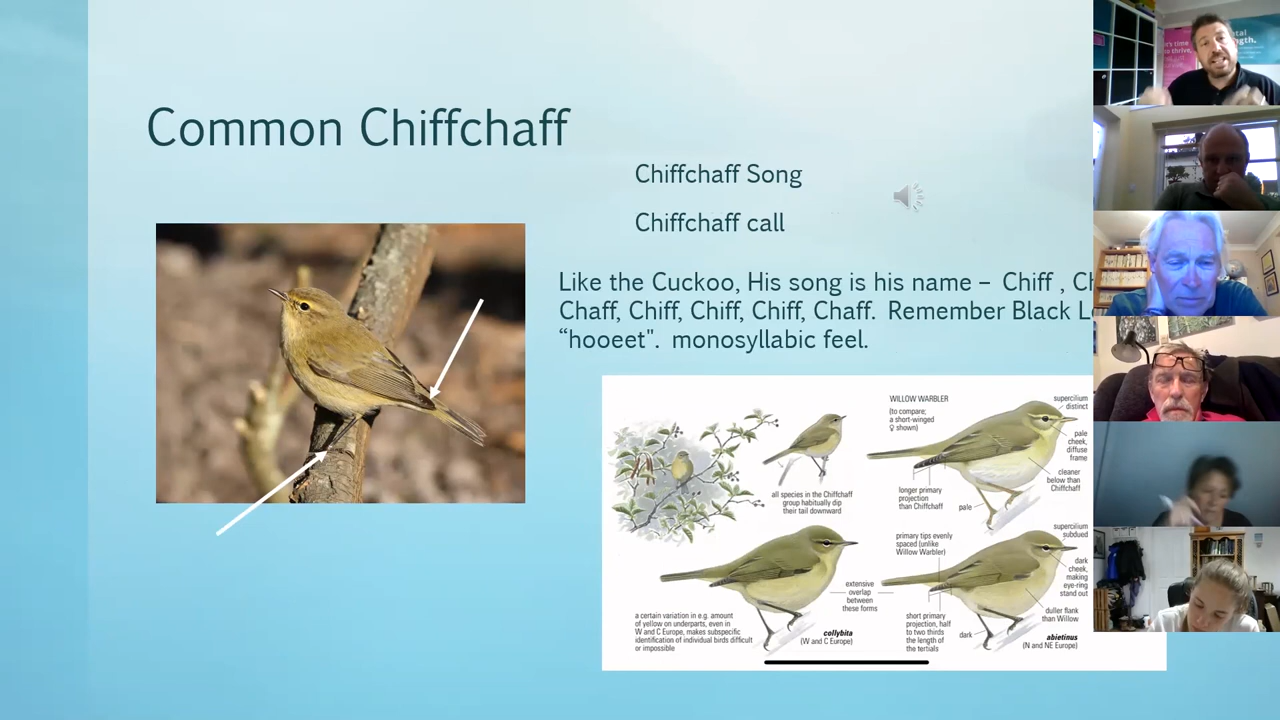 Common Chiffchaff
Chiffchaff Song
Chiffchaff call
Like the Cuckoo, His song is his name – Chiff ,
Chaff, Chiff, Chiff, Chiff, Chaff. Remember Black
“hooeet". monosyllabic feel.
WILLOW WARBLER
(to compare;
a short-winged
♀ shown)
supercilium
distinct
pale
cheek,
diffuse
frame
cleaner
below than
Chiffchaff
longer primary
projection
than Chiffchaff
pale
all species in the Chiffchaff
group habitually dip
their tail downward
primary tips evenly
spaced (unlike
Willow Warbler)
supercilium
subdued
dark
cheek,
making
eye-ring
stand out
duller flank
than Willow
extensive
overlap
between
these forms
a certain variation in e.g. amount
of yellow on underparts, even in
W and C Europe, makes subspecific
identification of individual birds difficult
or impossible
collybita
(W and C Europe)
short primary
projection, half
to two thirds
the length of
the tertials
dark
abietinus
(N and NE Europe)
to thrive,